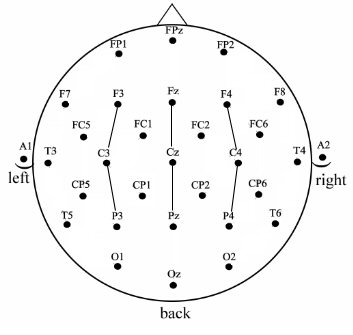 FPz
FP1 FP2
F7 F3 Fz F4 F8
FC5 FC1 FC2 FC6
A1 T3 C3 Cz C4 T4 A2
left right
CP5 CP1 CP2 CP6
T5 P3 Pz P4 T6
O1 O2
Oz
back